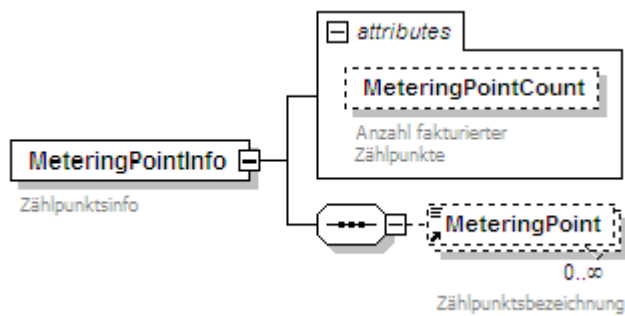 attributes
MeteringPointCount
Anzahl fakturierter
Zählpunkte
MeteringPointInfo
Zählpunktsinfo
MeteringPoint
0..∞
Zählpunktsbezeichnung